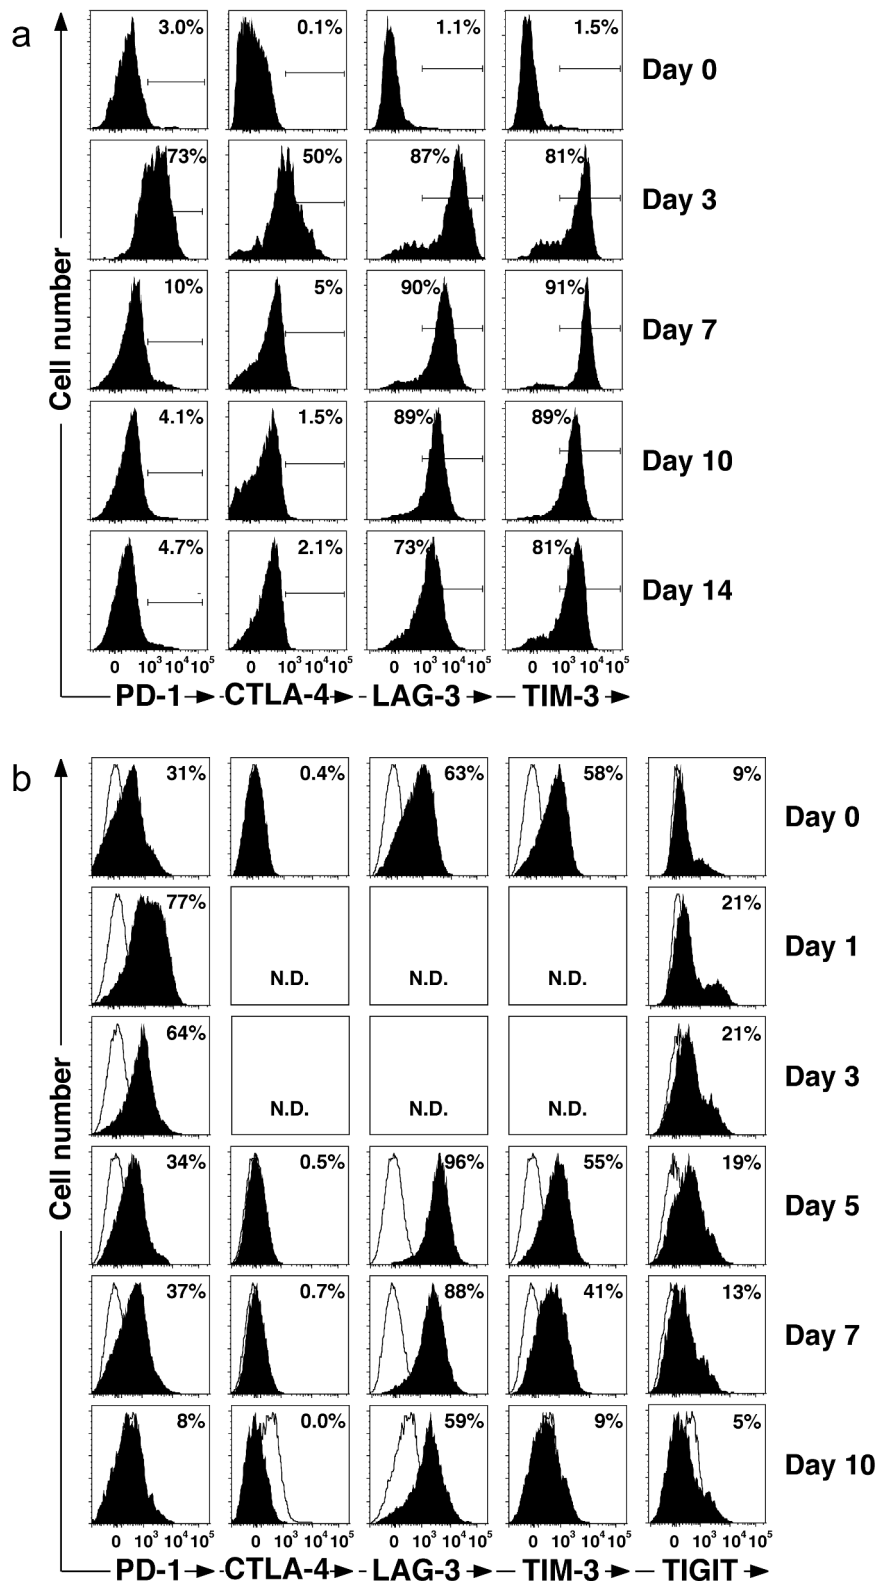 a
3.0% 0.1% 1.1% 1.5% Day 0
73% 50% 87% 81% Day 3
10% 5% 90% 91% Day 7
4.1% 1.5% 89% 89% Day 10
4.7% 2.1% 73% 81% Day 14
Cell number
0 10³ 10⁴ 10⁵ 0 10³ 10⁴ 10⁵ 0 10³ 10⁴ 10⁵ 0 10³ 10⁴ 10⁵
PD-1 CTLA-4 LAG-3 TIM-3
b
31% 0.4% 63% 58% 9% Day 0
77% N.D. N.D. N.D. 21% Day 1
64% N.D. N.D. N.D. 21% Day 3
34% 0.5% 96% 55% 19% Day 5
37% 0.7% 88% 41% 13% Day 7
8% 0.0% 59% 9% 5% Day 10
Cell number
0 10³ 10⁴ 10⁵ 0 10³ 10⁴ 10⁵ 0 10³ 10⁴ 10⁵ 0 10³ 10⁴ 10⁵ 0 10³ 10⁴ 10⁵
PD-1 CTLA-4 LAG-3 TIM-3 TIGIT